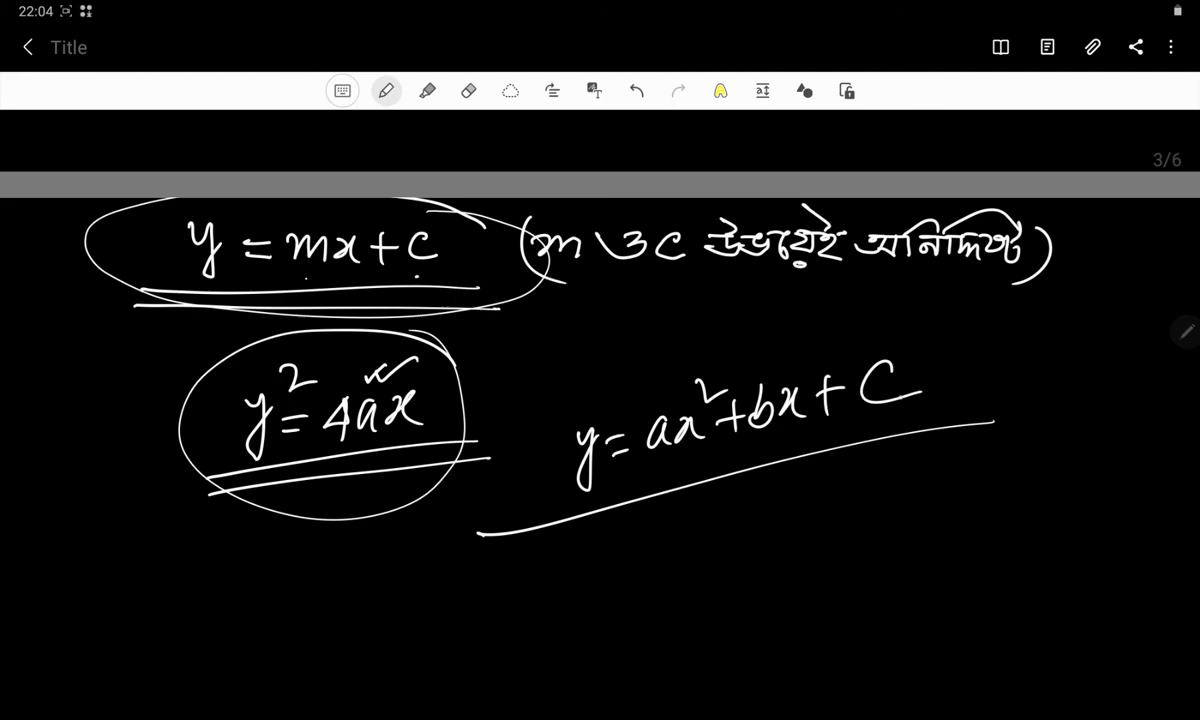 22:04
Title
3/6
y = mx + c (m ও c উভয়েই অনির্দিষ্ট)
y² = 4ax
y = ax² + bx + C